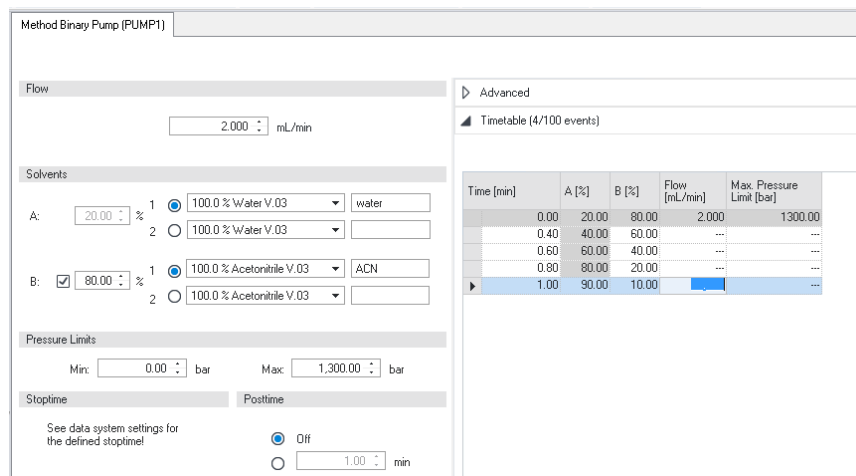 Method Binary Pump (PUMP1)
Flow
2.000 mL/min
Solvents
A: 20.00 % 1 100.0 % Water V.03 water
2 100.0 % Water V.03
B: 80.00 % 1 100.0 % Acetonitrile V.03 ACN
2 100.0 % Acetonitrile V.03
Pressure Limits
Min: 0.00 bar Max: 1,300.00 bar
Stoptime Posttime
See data system settings for
the defined stoptime!
Off
1.00 min
Advanced
Timetable (4/100 events)
Time [min] A [%] B [%] Flow [mL/min] Max. Pressure Limit [bar]
0.00 20.00 80.00 2.000 1300.00
0.40 40.00 60.00 --- ---
0.60 60.00 40.00 --- ---
0.80 80.00 20.00 --- ---
1.00 90.00 10.00 ---